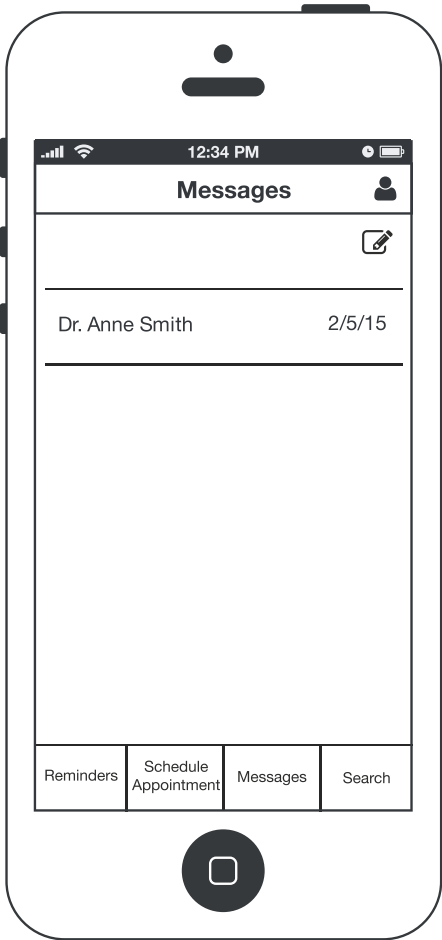 12:34 PM
Messages
Dr. Anne Smith 2/5/15
Reminders
Schedule
Appointment
Messages
Search